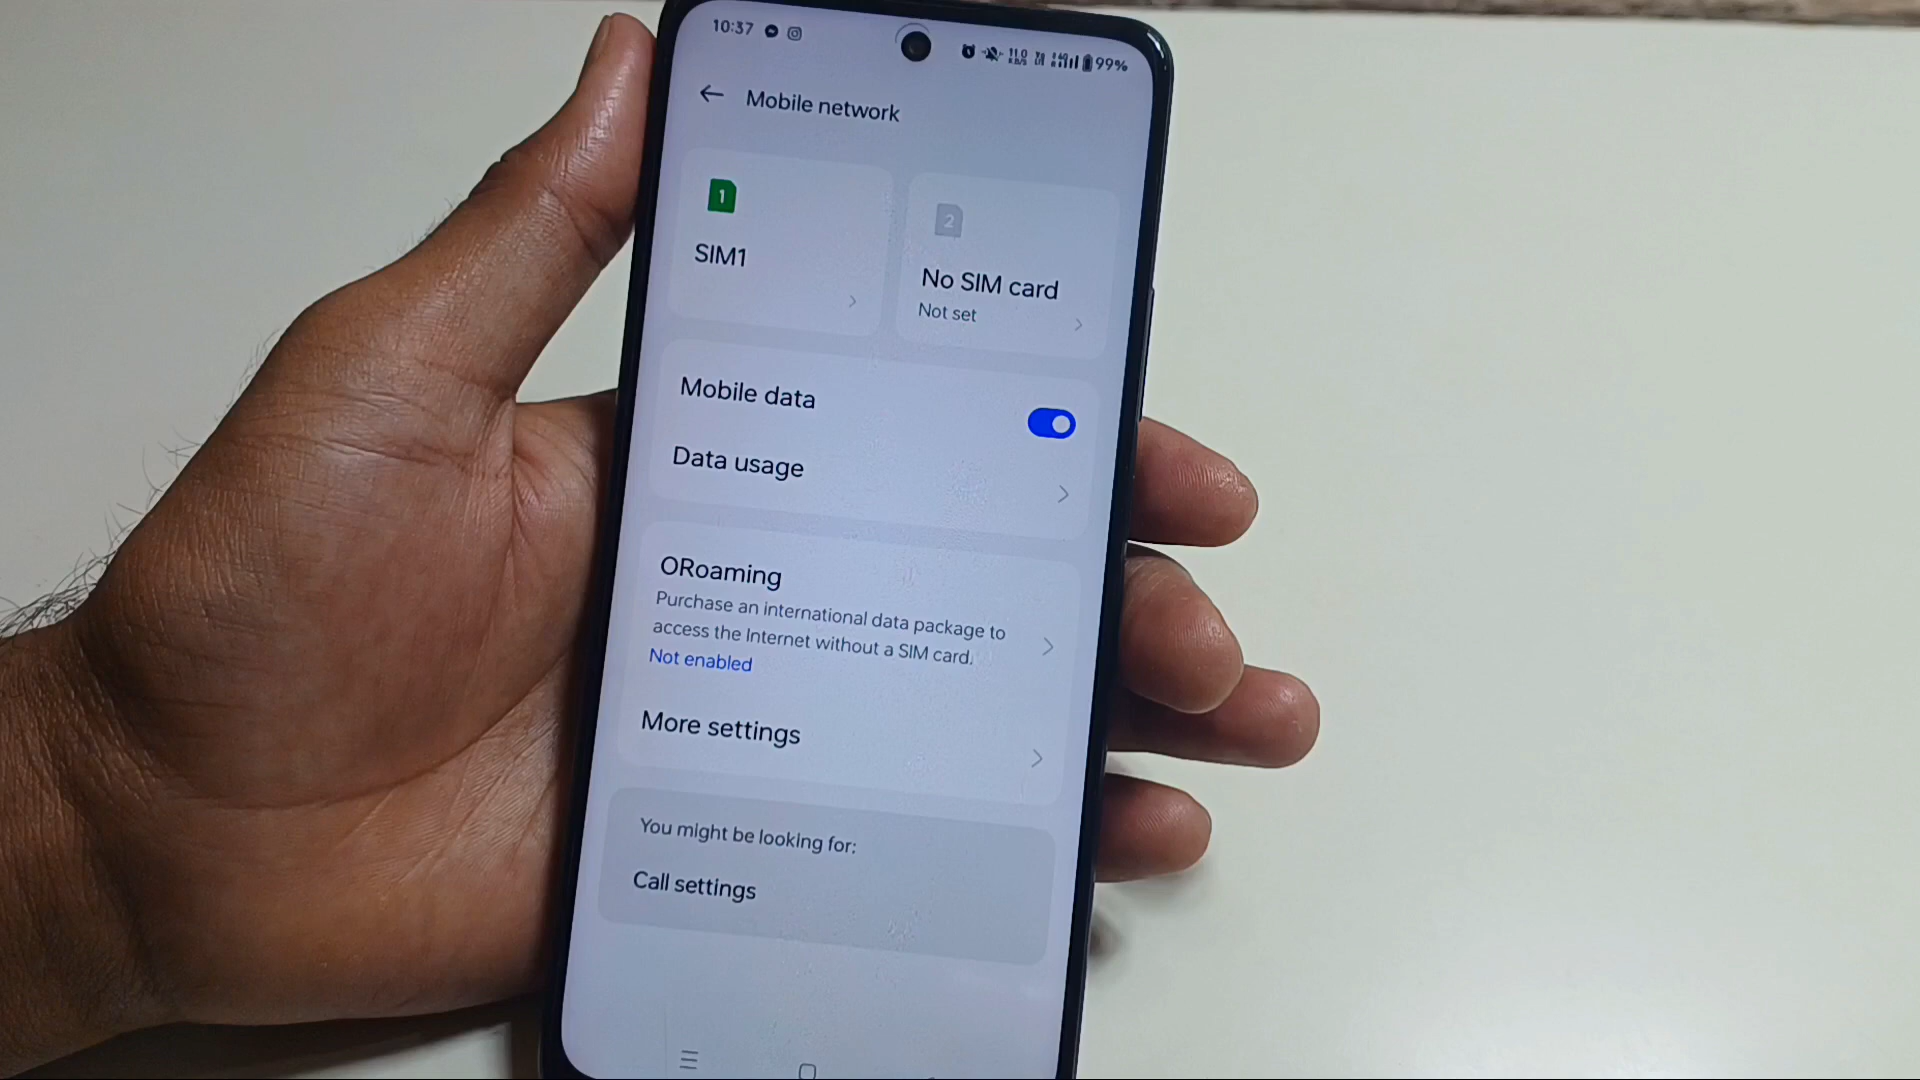 10:37
11.0
99%
Mobile network
1
2
SIM1
No SIM card
Not set
Mobile data
Data usage
ORoaming
Purchase an international data package to
access the Internet without a SIM card.
Not enabled
More settings
You might be looking for:
Call settings